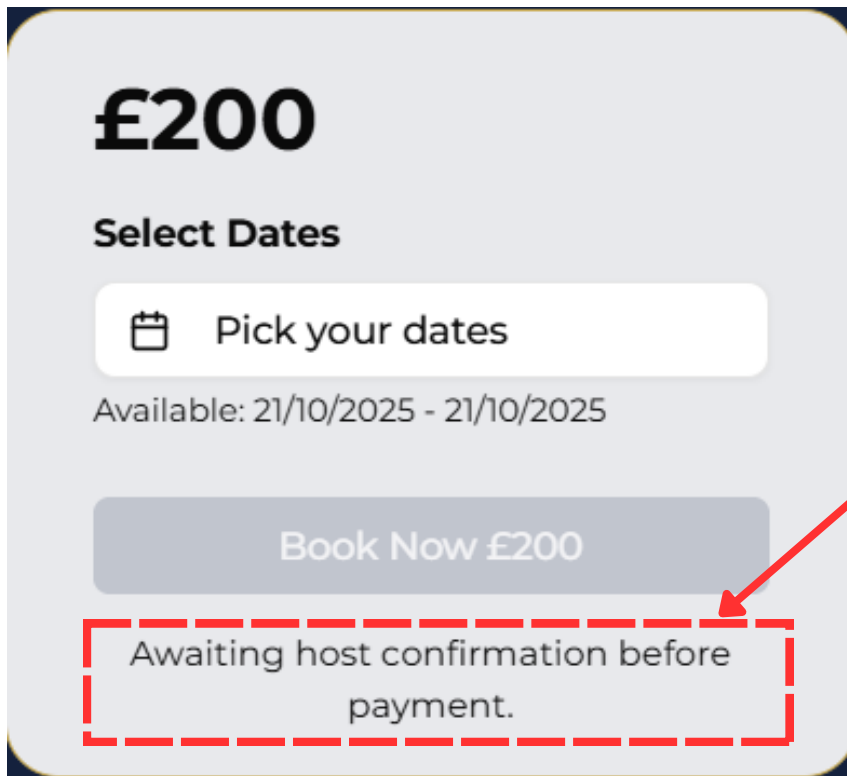 £200
Select Dates
Pick your dates
Available: 21/10/2025 - 21/10/2025
Book Now £200
Awaiting host confirmation before
payment.